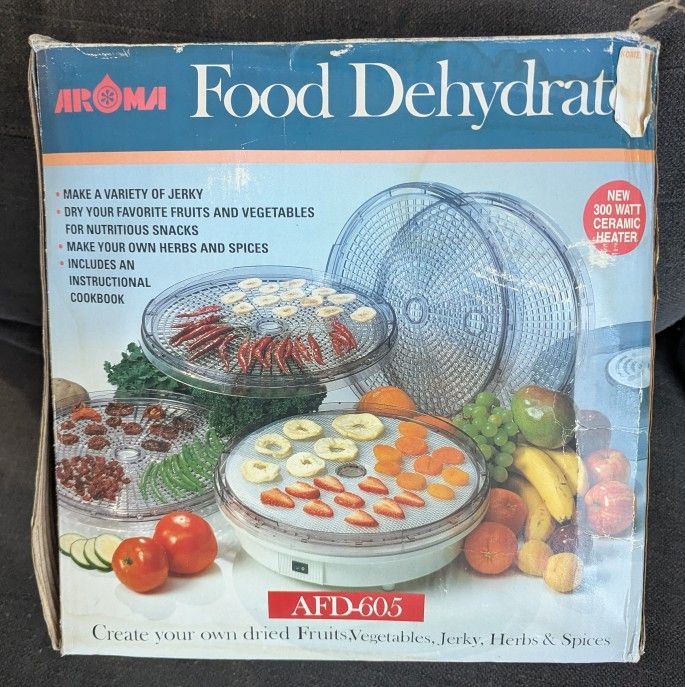 AROMA
Food Dehydrat
• MAKE A VARIETY OF JERKY
• DRY YOUR FAVORITE FRUITS AND VEGETABLES
FOR NUTRITIOUS SNACKS
• MAKE YOUR OWN HERBS AND SPICES
• INCLUDES AN
INSTRUCTIONAL
COOKBOOK
NEW
300 WATT
CERAMIC
HEATER
AFD-605
Create your own dried Fruits,Vegetables, Jerky, Herbs & Spices